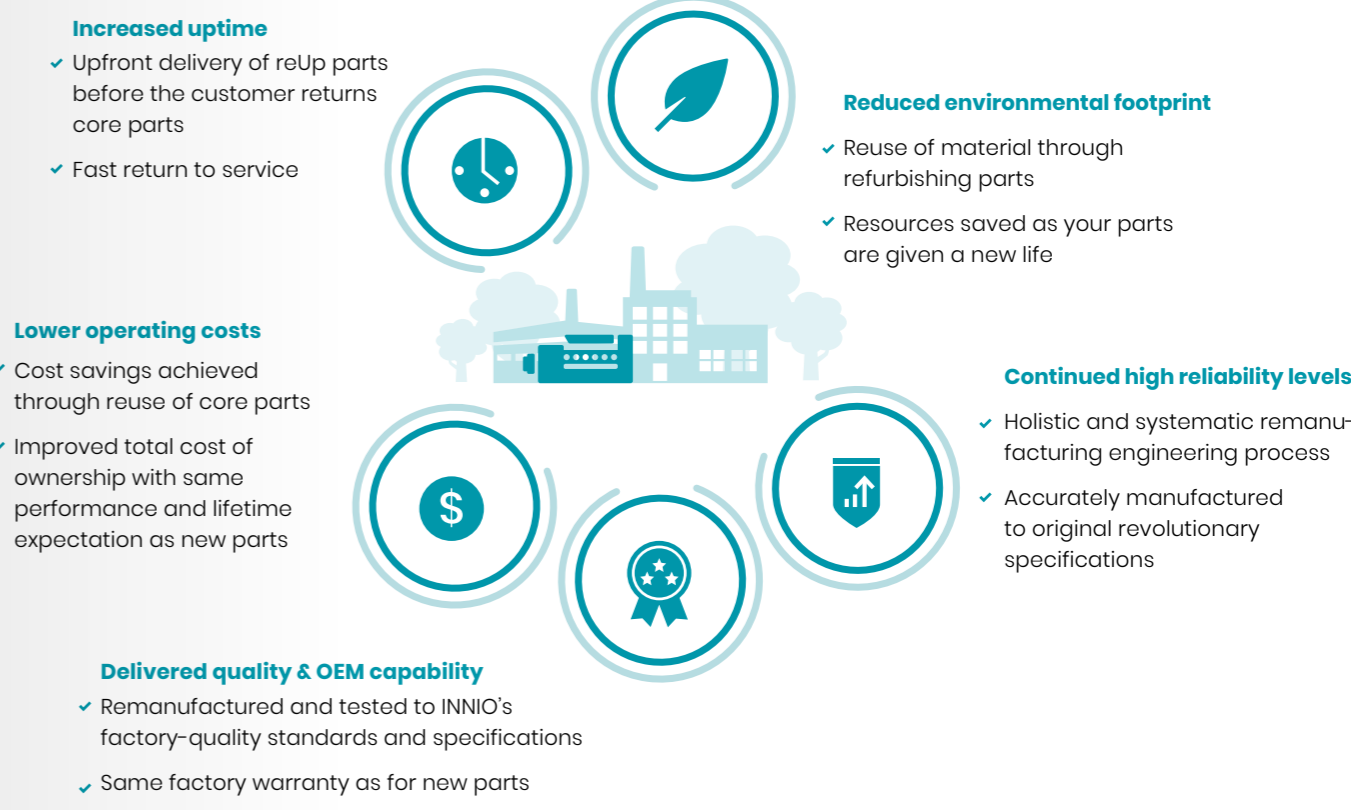 Increased uptime
Upfront delivery of reUp parts
before the customer returns
core parts
Fast return to service
Reduced environmental footprint
Reuse of material through
refurbishing parts
Resources saved as your parts
are given a new life
Lower operating costs
Cost savings achieved
through reuse of core parts
Improved total cost of
ownership with same
performance and lifetime
expectation as new parts
$
Continued high reliability levels
Holistic and systematic remanu-
facturing engineering process
Accurately manufactured
to original revolutionary
specifications
Delivered quality & OEM capability
Remanufactured and tested to INNIO’s
factory-quality standards and specifications
Same factory warranty as for new parts